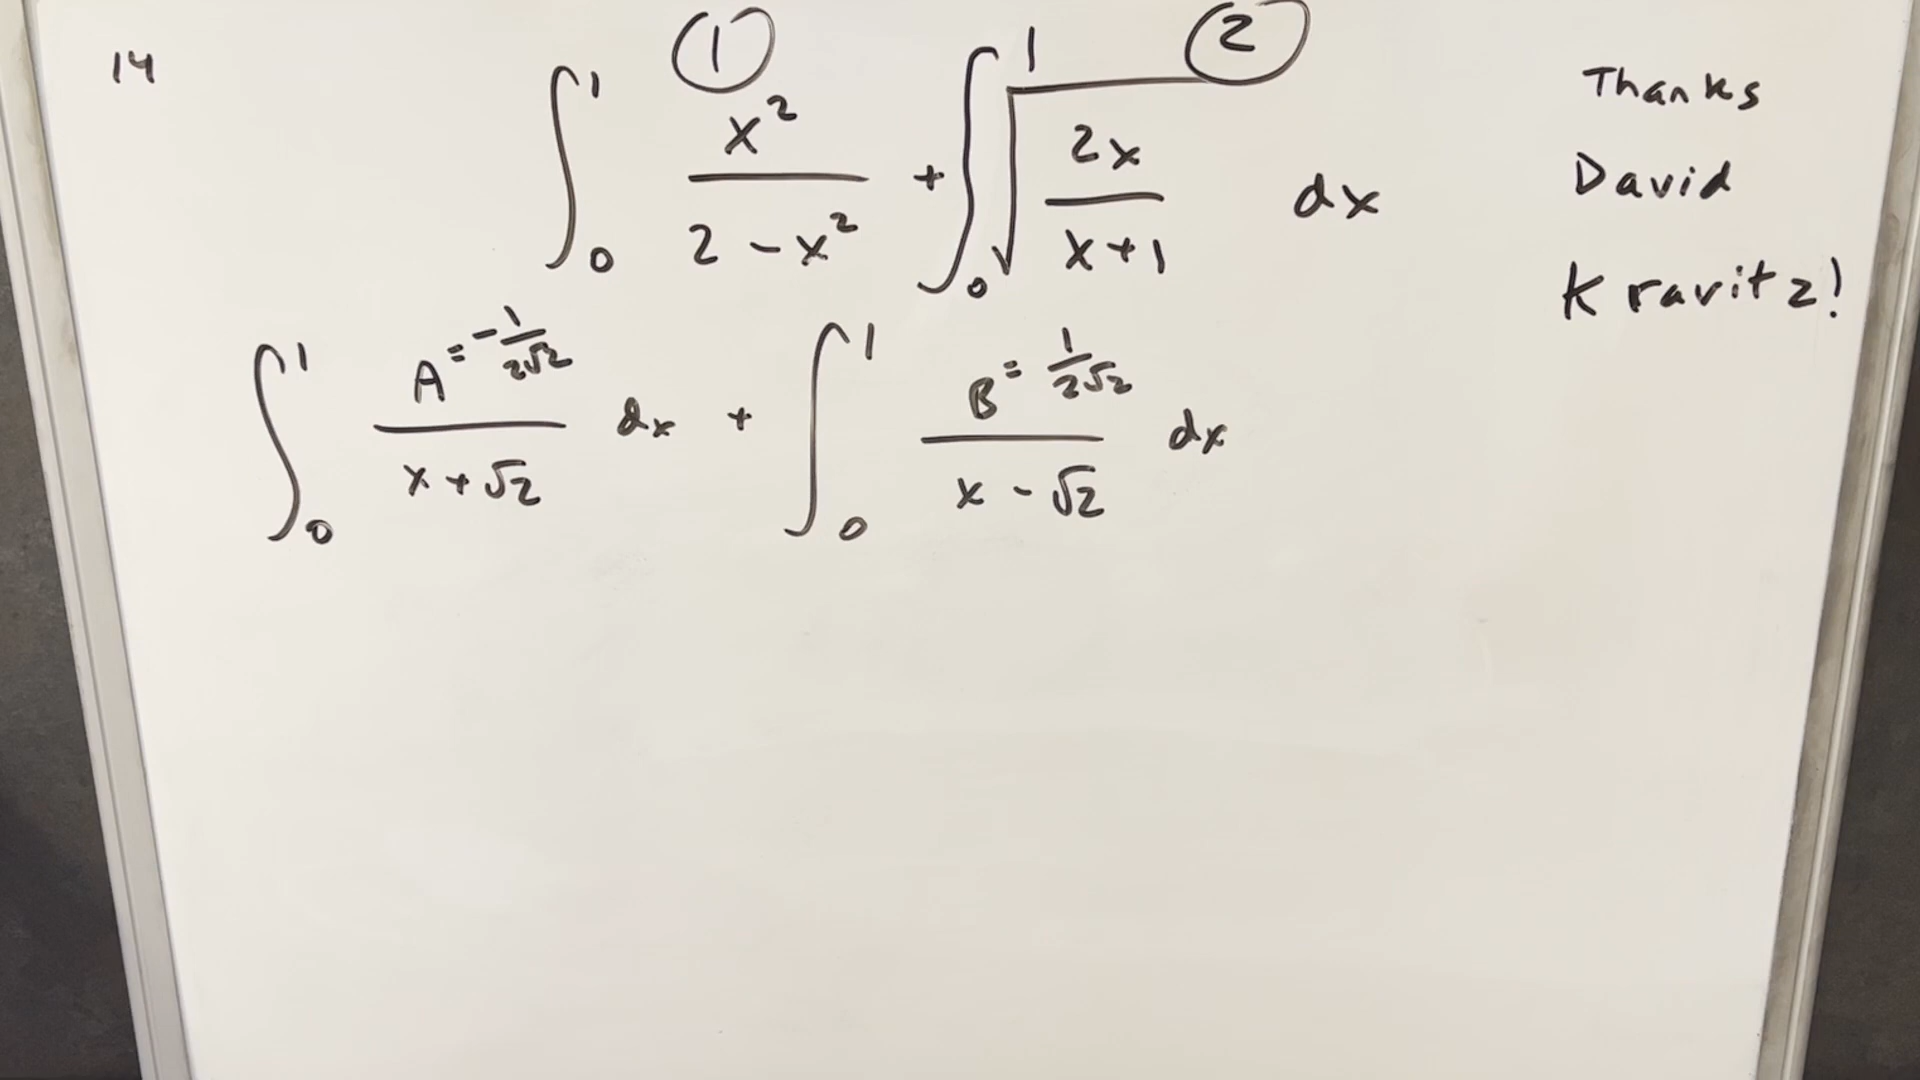 14
① ②
∫₀¹ x²/(2 - x²) + ∫₀¹ √(2x/(x+1)) dx
Thanks
David
Kravitz!
∫₀¹ A = -1/(2√2) / (x+√2) dx + ∫₀¹ B = 1/(2√2) / (x - √2) dx